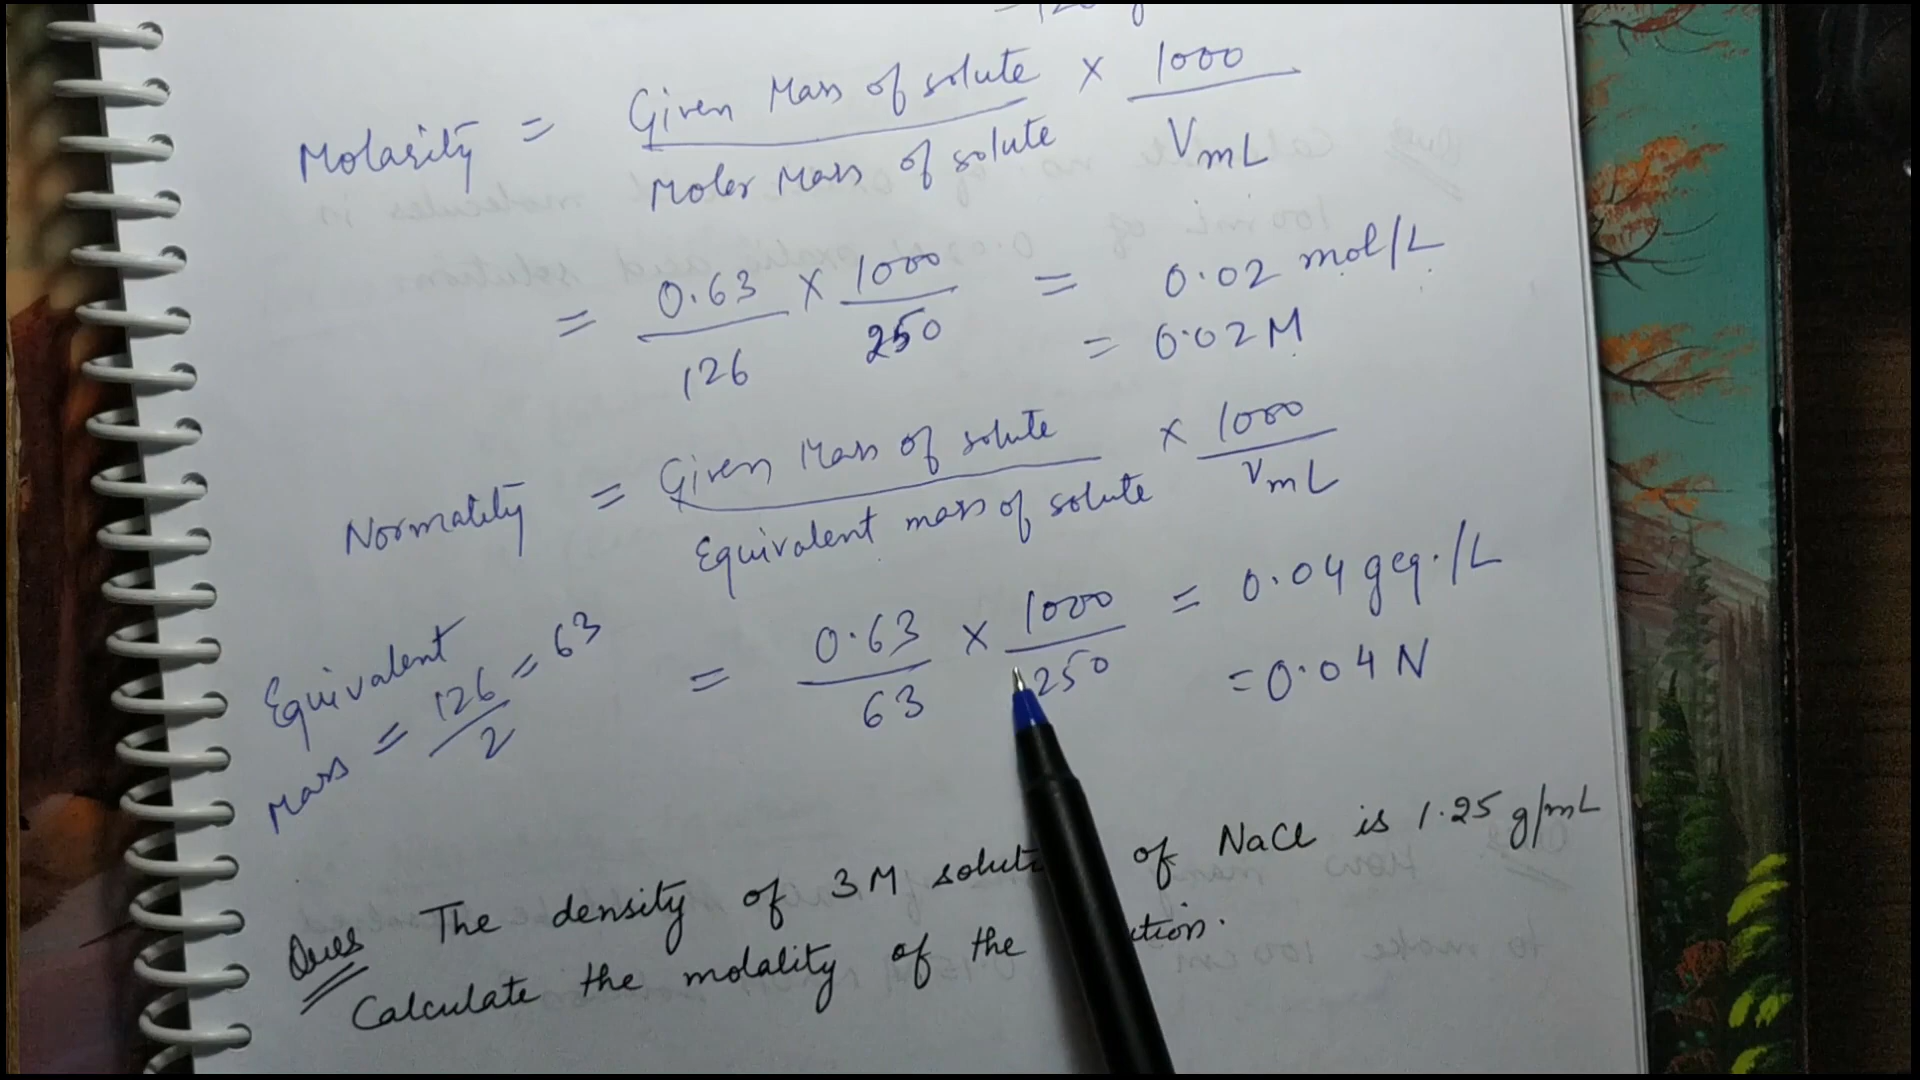 Molarity = Given Mass of solute / Molar Mass of solute × 1000 / VmL
= 0.63 / 126 × 1000 / 250 = 0.02 mol/L
= 0.02 M
Normality = Given Mass of solute / Equivalent mass of solute × 1000 / VmL
Equivalent Mass = 126 / 2 = 63
= 0.63 / 63 × 1000 / 250 = 0.04 geq./L
= 0.04 N
Ques The density of 3M of NaCl is 1.25 g/mL
Calculate the molality of the